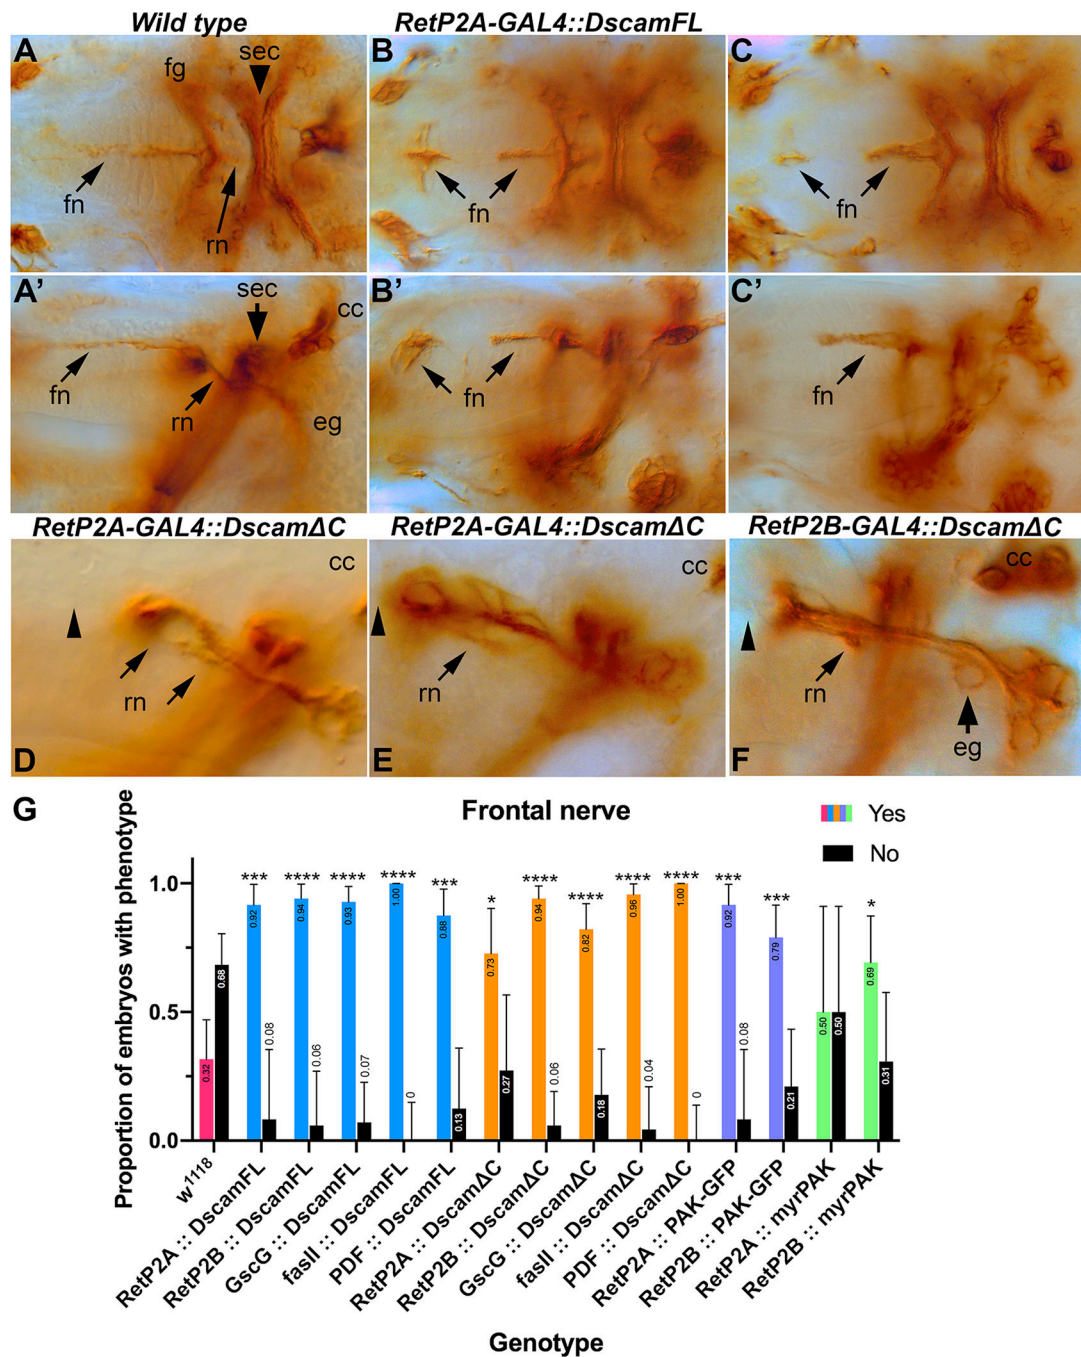 Wild type
RetP2A-GAL4::DscamFL
A
fg
sec
fn
rn
B
fn
C
fn
A'
sec
cc
fn
rn
eg
B'
fn
C'
fn
RetP2A-GAL4::DscamΔC
RetP2A-GAL4::DscamΔC
RetP2B-GAL4::DscamΔC
cc
rn
D
cc
rn
E
cc
rn
eg
F
G
Frontal nerve
Yes
No
Proportion of embryos with phenotype
1.0
0.5
0.0
0.32
0.68
***
0.92
0.08
****
0.94
0.06
****
0.93
0.07
****
1.00
0
***
0.88
0.13
*
0.73
0.27
****
0.94
0.06
****
0.82
0.18
****
0.96
0.04
****
1.00
0
***
0.92
0.08
***
0.79
0.21
0.50
0.50
*
0.69
0.31
w1118
RetP2A :: DscamFL
RetP2B :: DscamFL
GscG :: DscamFL
fasII :: DscamFL
PDF :: DscamFL
RetP2A :: DscamΔC
RetP2B :: DscamΔC
GscG :: DscamΔC
fasII :: DscamΔC
PDF :: DscamΔC
RetP2A :: PAK-GFP
RetP2B :: PAK-GFP
RetP2A :: myrPAK
RetP2B :: myrPAK
Genotype